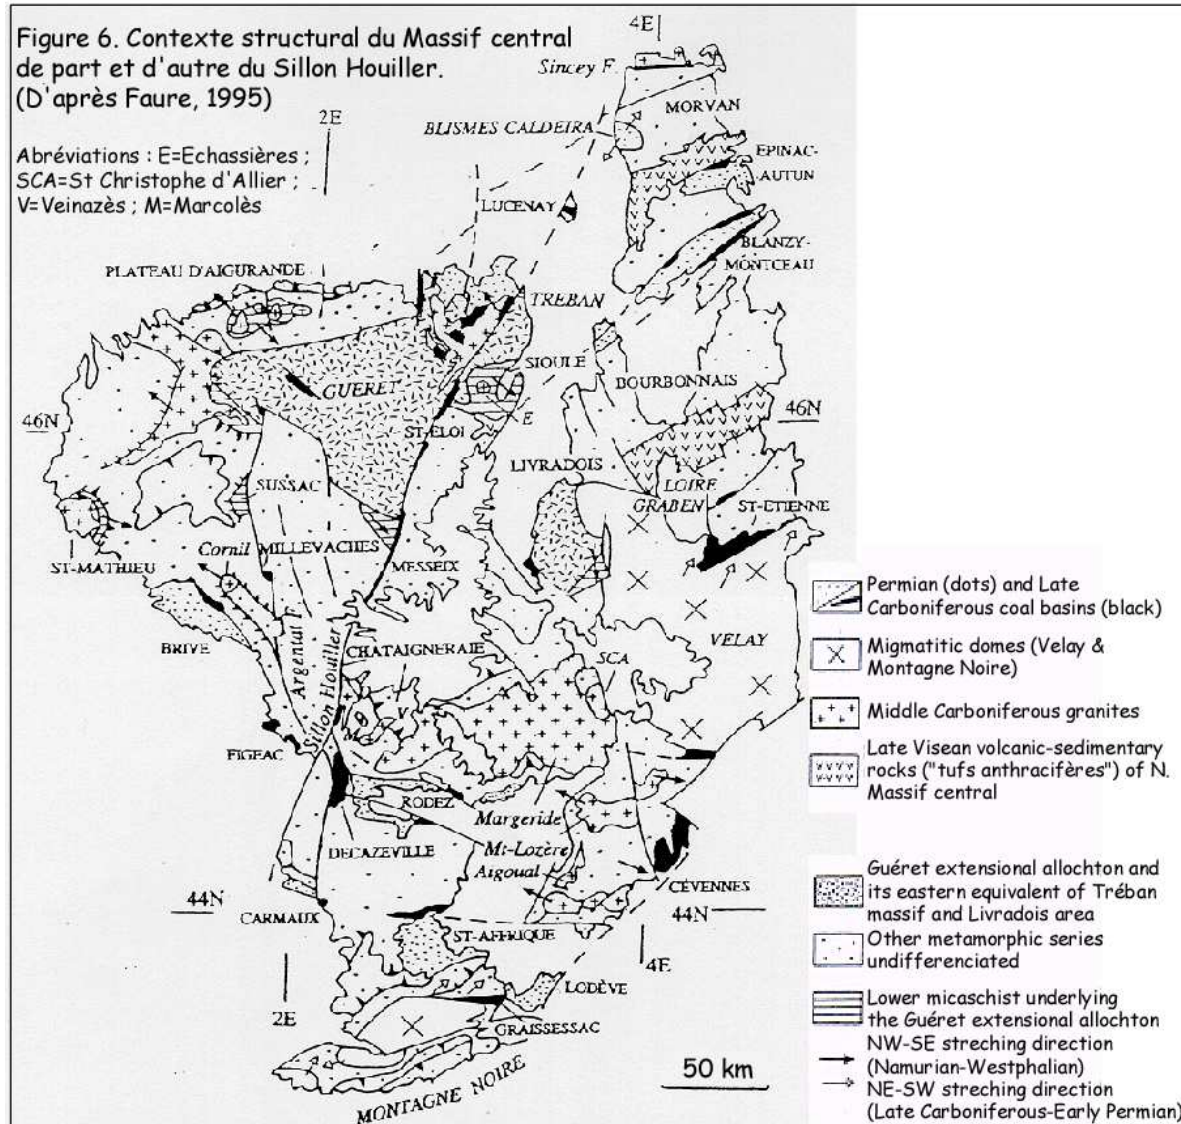 Figure 6. Contexte structural du Massif central
de part et d'autre du Sillon Houiller.
(D'après Faure, 1995)
Abréviations : E=Echassières ;
SCA=St Christophe d'Allier ;
V=Veinazès ; M=Marcolès
4E
Sincey F.
MORVAN
2E
BLISMES CALDEIRA
EPINAC-
AUTUN
LUCENAY
BLANZY-
MONTCEAU
PLATEAU D'AIGURANDE
TREBAN
SIOULE
GUERET
BOURBONNAIS
46N
46N
E
ST-ELOI
LIVRADOIS
LOIRE
GRABEN
SUSSAC
ST-ETIENNE
Cornil
MILLEVACHES
ST-MATHIEU
MESSEIX
BRIVE
Argentat F.
Sillon Houiller
CHATAIGNERAIE
SCA
VELAY
V
M
FIGEAC
RODEZ
Margeride
DECAZEVILLE
Mt-Lozère
Aigoual
CÉVENNES
44N
44N
CARMAUX
ST-AFFRIQUE
4E
LODÈVE
2E
GRAISSESSAC
MONTAGNE NOIRE
50 km
Permian (dots) and Late
Carboniferous coal basins (black)
Migmatitic domes (Velay &
Montagne Noire)
Middle Carboniferous granites
Late Visean volcanic-sedimentary
rocks ("tufs anthracifères") of N.
Massif central
Guéret extensional allochton and
its eastern equivalent of Tréban
massif and Livradois area
Other metamorphic series
undifferenciated
Lower micaschist underlying
the Guéret extensional allochton
NW-SE streching direction
(Namurian-Westphalian)
NE-SW streching direction
(Late Carboniferous-Early Permian)